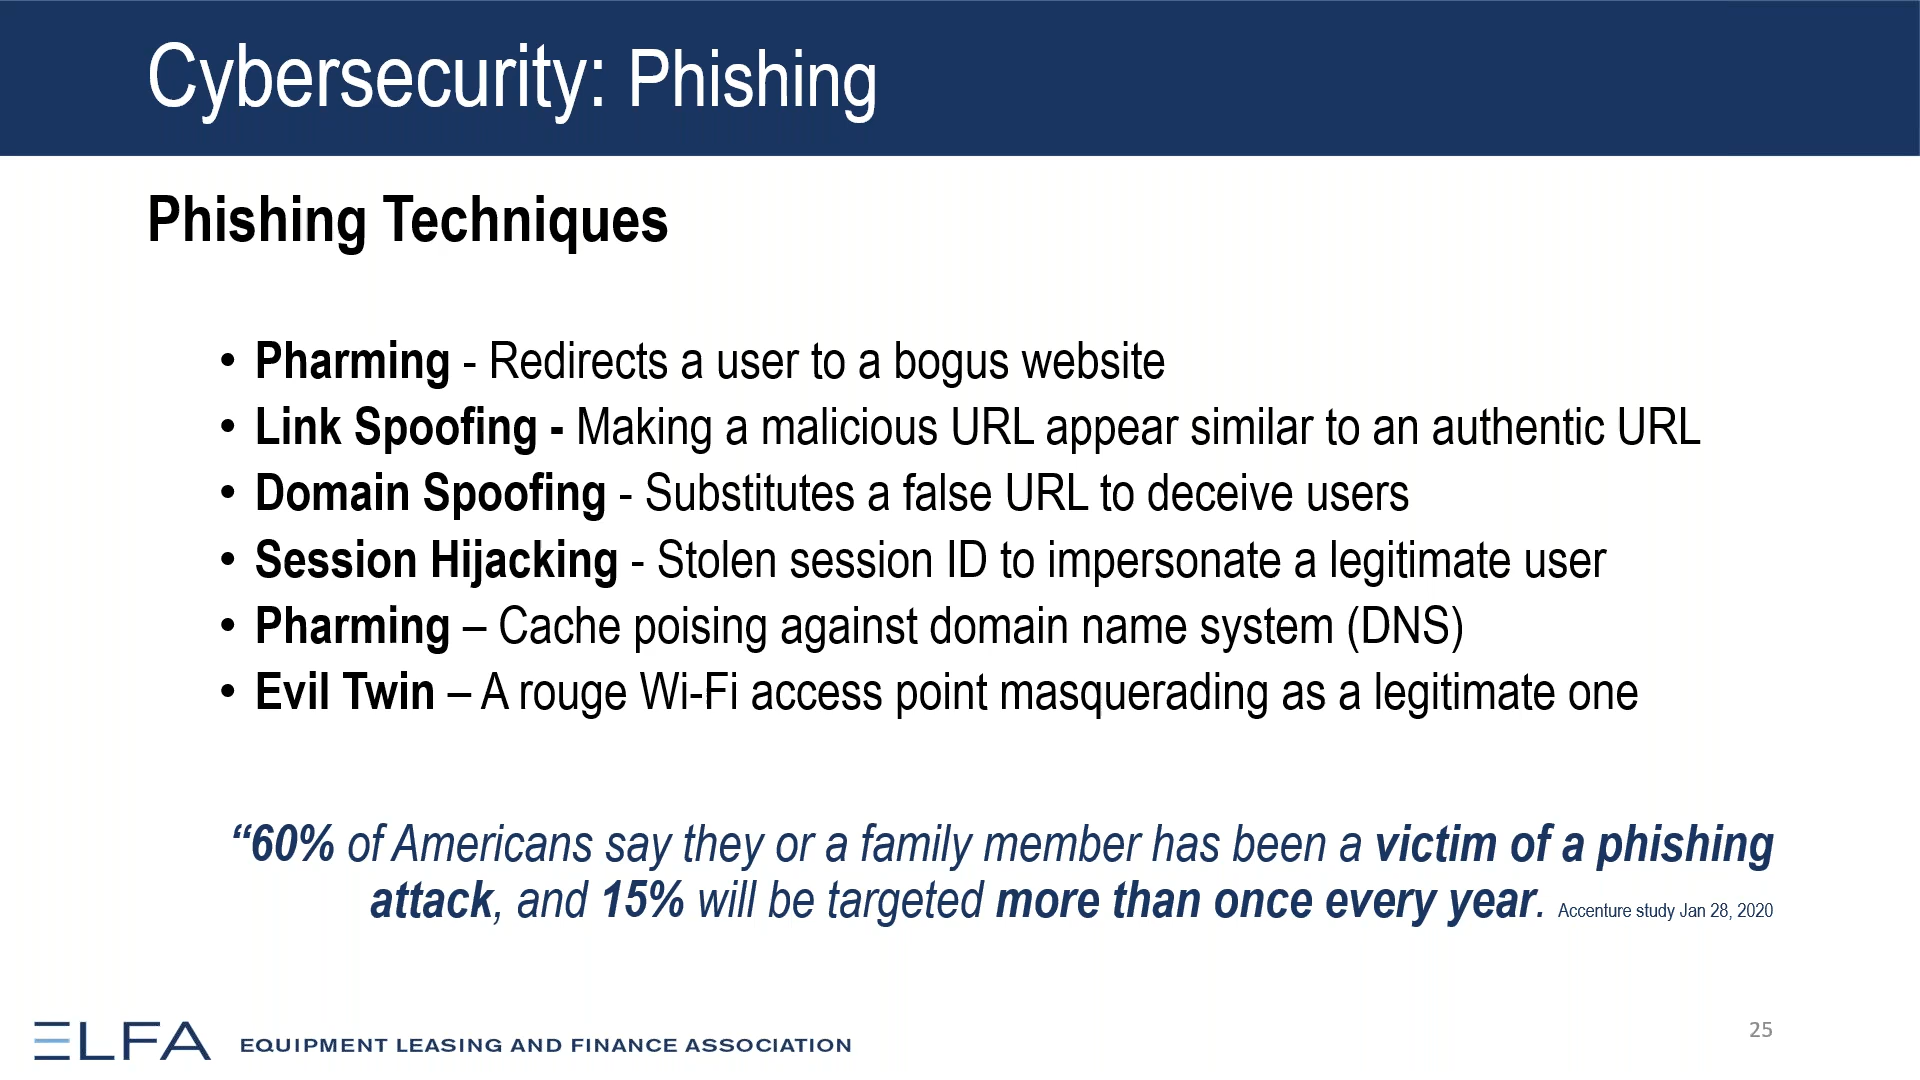 Cybersecurity: Phishing
Phishing Techniques
• Pharming - Redirects a user to a bogus website
• Link Spoofing - Making a malicious URL appear similar to an authentic URL
• Domain Spoofing - Substitutes a false URL to deceive users
• Session Hijacking - Stolen session ID to impersonate a legitimate user
• Pharming – Cache poising against domain name system (DNS)
• Evil Twin – A rouge Wi-Fi access point masquerading as a legitimate one
“60% of Americans say they or a family member has been a victim of a phishing
attack, and 15% will be targeted more than once every year. Accenture study Jan 28, 2020
ELFA EQUIPMENT LEASING AND FINANCE ASSOCIATION
25